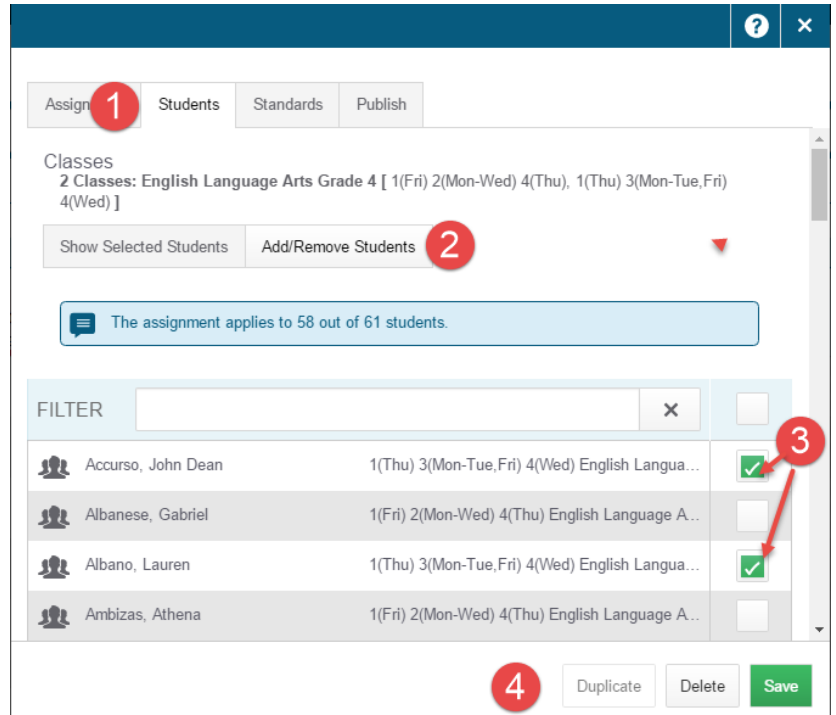 ? ×
Assign 1 Students Standards Publish
Classes
2 Classes: English Language Arts Grade 4 [ 1(Fri) 2(Mon-Wed) 4(Thu), 1(Thu) 3(Mon-Tue,Fri)
4(Wed) ]
Show Selected Students Add/Remove Students 2
The assignment applies to 58 out of 61 students.
FILTER ×
3
Accurso, John Dean 1(Thu) 3(Mon-Tue,Fri) 4(Wed) English Langua...
Albanese, Gabriel 1(Fri) 2(Mon-Wed) 4(Thu) English Language A...
Albano, Lauren 1(Thu) 3(Mon-Tue,Fri) 4(Wed) English Langua...
Ambizas, Athena 1(Fri) 2(Mon-Wed) 4(Thu) English Language A...
4 Duplicate Delete Save